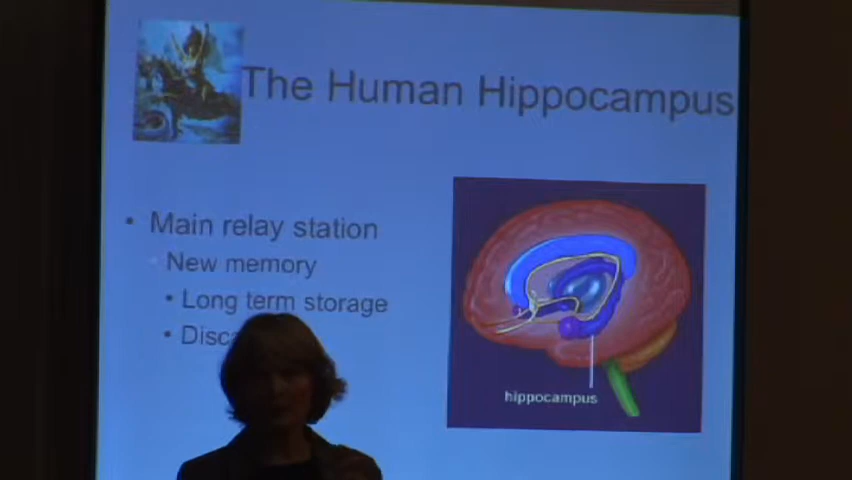 The Human Hippocampus
• Main relay station
New memory
• Long term storage
•
hippocampus